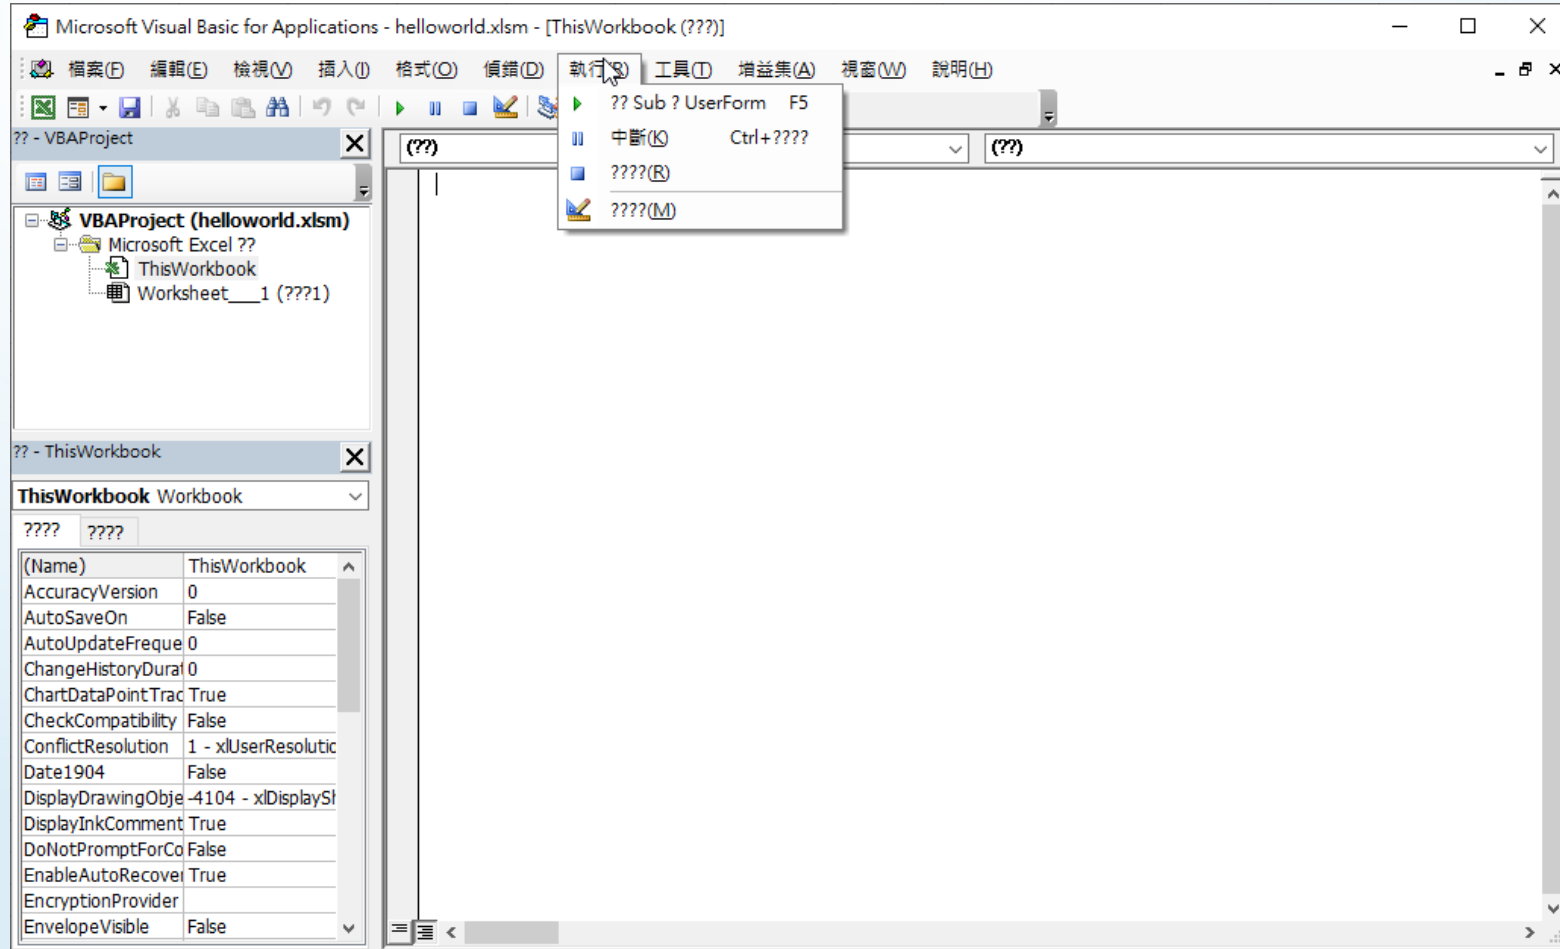 Microsoft Visual Basic for Applications - helloworld.xlsm - [ThisWorkbook (???)]
檔案(F) 編輯(E) 檢視(V) 插入(I) 格式(O) 偵錯(D) 執行(R) 工具(T) 增益集(A) 視窗(W) 說明(H)
?? Sub ? UserForm F5
中斷(K) Ctrl+????
????(R)
????(M)
?? - VBAProject
(??)
(??)
VBAProject (helloworld.xlsm)
Microsoft Excel ??
ThisWorkbook
Worksheet___1 (???1)
?? - ThisWorkbook
ThisWorkbook Workbook
???? ????
(Name) ThisWorkbook
AccuracyVersion 0
AutoSaveOn False
AutoUpdateFreque 0
ChangeHistoryDurat 0
ChartDataPointTrac True
CheckCompatibility False
ConflictResolution 1 - xlUserResolutic
Date1904 False
DisplayDrawingObje -4104 - xlDisplaySh
DisplayInkComment True
DoNotPromptForCo False
EnableAutoRecover True
EncryptionProvider
EnvelopeVisible False